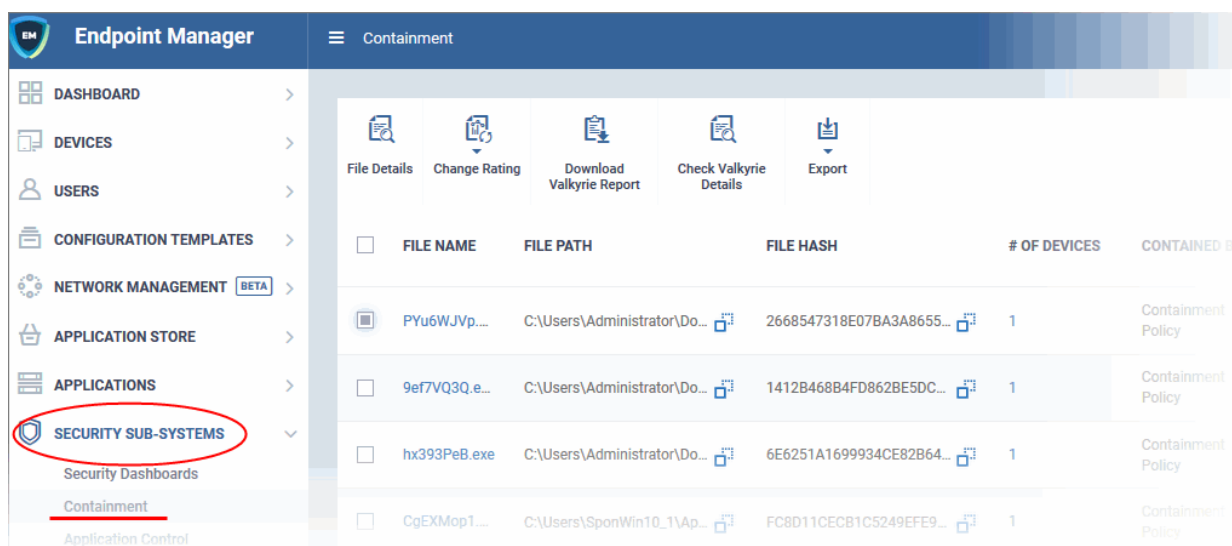 EM Endpoint Manager
Containment
DASHBOARD
DEVICES
USERS
CONFIGURATION TEMPLATES
NETWORK MANAGEMENT BETA
APPLICATION STORE
APPLICATIONS
SECURITY SUB-SYSTEMS
Security Dashboards
Containment
Application Control
File Details
Change Rating
Download
Valkyrie Report
Check Valkyrie
Details
Export
FILE NAME FILE PATH FILE HASH # OF DEVICES CONTAINED
PYu6WJVp.... C:\Users\Administrator\Do... 2668547318E07BA3A8655... 1 Containment
Policy
9ef7VQ3Q.e... C:\Users\Administrator\Do... 1412B468B4FD862BE5DC... 1 Containment
Policy
hx393PeB.exe C:\Users\Administrator\Do... 6E6251A1699934CE82B64... 1 Containment
Policy
CgEXMop1.... C:\Users\SponWin10_1\Ap... FC8D11CECB1C5249EFE9... 1 Containment
Policy